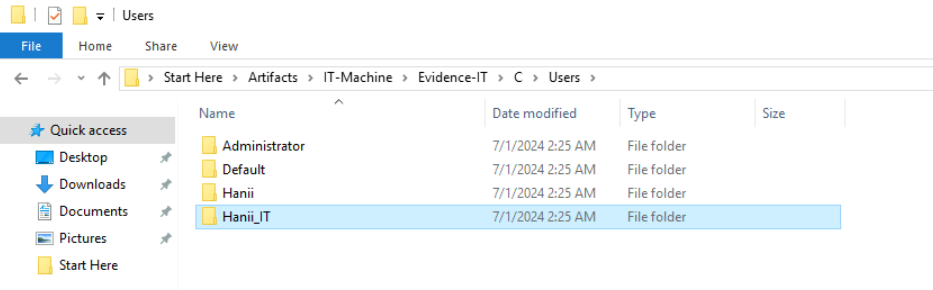 Users
File Home Share View
Start Here Artifacts IT-Machine Evidence-IT C Users
Name Date modified Type Size
Quick access
Desktop
Downloads
Documents
Pictures
Start Here
Administrator 7/1/2024 2:25 AM File folder
Default 7/1/2024 2:25 AM File folder
Hanii 7/1/2024 2:25 AM File folder
Hanii_IT 7/1/2024 2:25 AM File folder